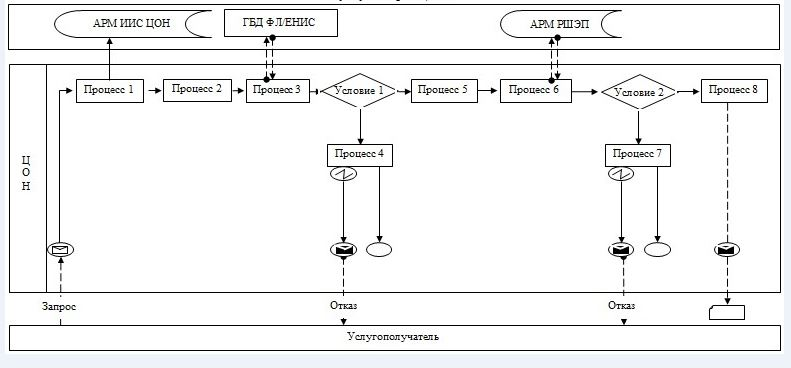 АРМ ИИС ЦОН
ГБД ФЛ/ЕНИС
АРМ РШЭП
Процесс 1
Процесс 2
Процесс 3
Условие 1
Процесс 5
Процесс 6
Условие 2
Процесс 8
Процесс 4
Процесс 7
Ц
О
Н
Запрос
Отказ
Отказ
Услугополучатель